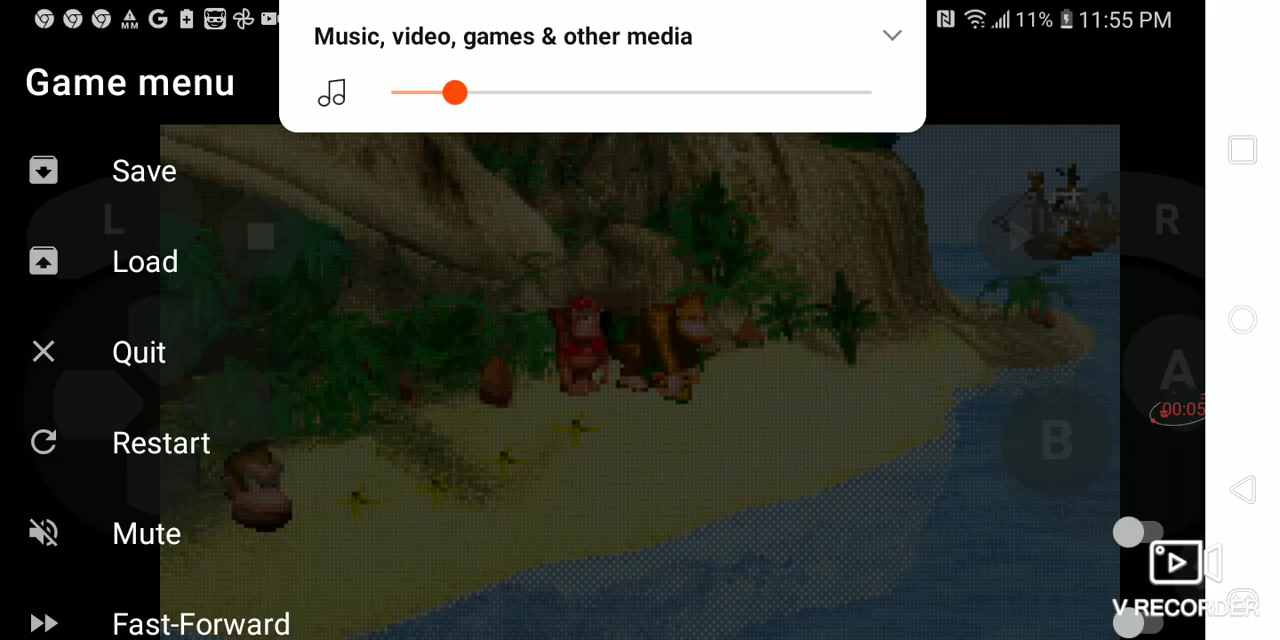 MM G 11% 11:55 PM
Music, video, games & other media
Game menu
Save
L
R
Load
Quit
A
00:05
B
Restart
Mute
Fast-Forward
V RECORDER